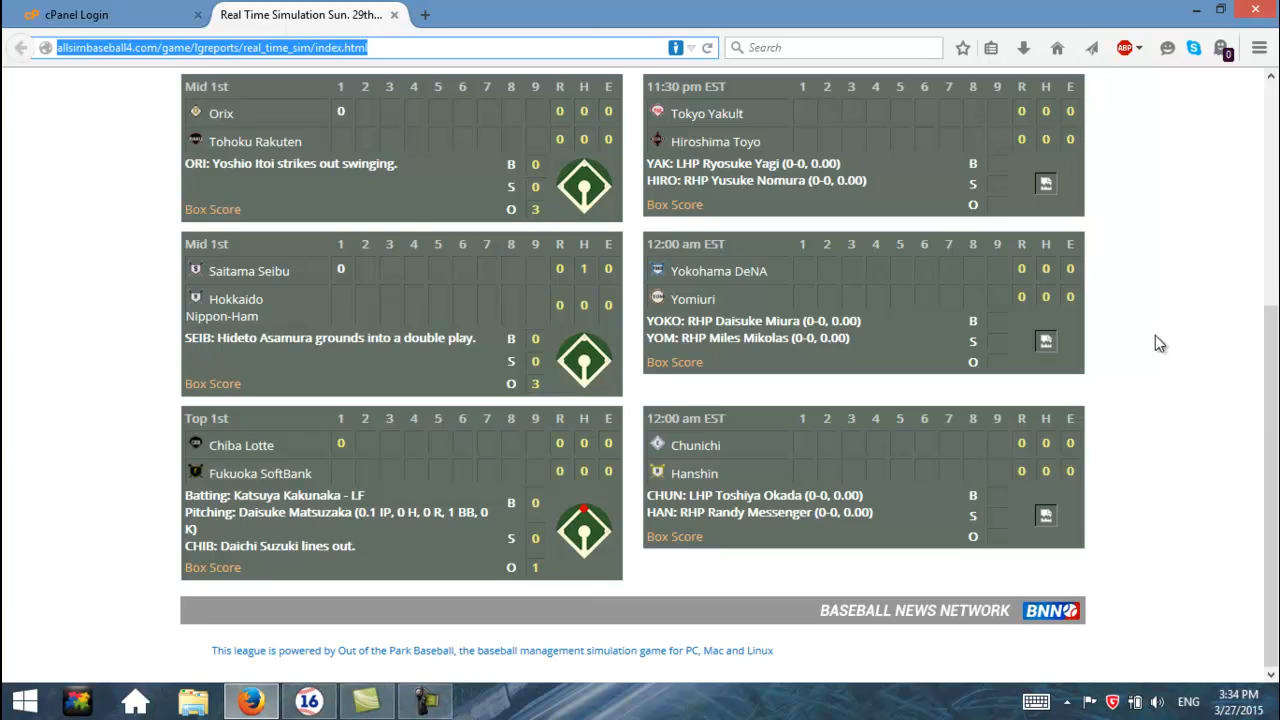 cPanel Login
Real Time Simulation Sun. 29th...
allsimbaseball4.com/game/lgreports/real_time_sim/index.html
Search
ABP
0
Mid 1st 1 2 3 4 5 6 7 8 9 R H E
Orix 0 0 0 0
Tohoku Rakuten 0 0 0
ORI: Yoshio Itoi strikes out swinging.
B 0
S 0
O 3
Box Score
11:30 pm EST 1 2 3 4 5 6 7 8 9 R H E
Tokyo Yakult 0 0 0
Hiroshima Toyo 0 0 0
YAK: LHP Ryosuke Yagi (0-0, 0.00)
HIRO: RHP Yusuke Nomura (0-0, 0.00)
B
S
O
Box Score
Mid 1st 1 2 3 4 5 6 7 8 9 R H E
Saitama Seibu 0 0 1 0
Hokkaido
Nippon-Ham 0 0 0
SEIB: Hideto Asamura grounds into a double play.
B 0
S 0
O 3
Box Score
12:00 am EST 1 2 3 4 5 6 7 8 9 R H E
Yokohama DeNA 0 0 0
Yomiuri 0 0 0
YOKO: RHP Daisuke Miura (0-0, 0.00)
YOM: RHP Miles Mikolas (0-0, 0.00)
B
S
O
Box Score
Top 1st 1 2 3 4 5 6 7 8 9 R H E
Chiba Lotte 0 0 0 0
Fukuoka SoftBank 0 0 0
Batting: Katsuya Kakunaka - LF
Pitching: Daisuke Matsuzaka (0.1 IP, 0 H, 0 R, 1 BB, 0
K)
CHIB: Daichi Suzuki lines out.
B 0
S 0
O 1
Box Score
12:00 am EST 1 2 3 4 5 6 7 8 9 R H E
Chunichi 0 0 0
Hanshin 0 0 0
CHUN: LHP Toshiya Okada (0-0, 0.00)
HAN: RHP Randy Messenger (0-0, 0.00)
B
S
O
Box Score
BASEBALL NEWS NETWORK BNN
This league is powered by Out of the Park Baseball, the baseball management simulation game for PC, Mac and Linux
16
ENG
3:34 PM
3/27/2015